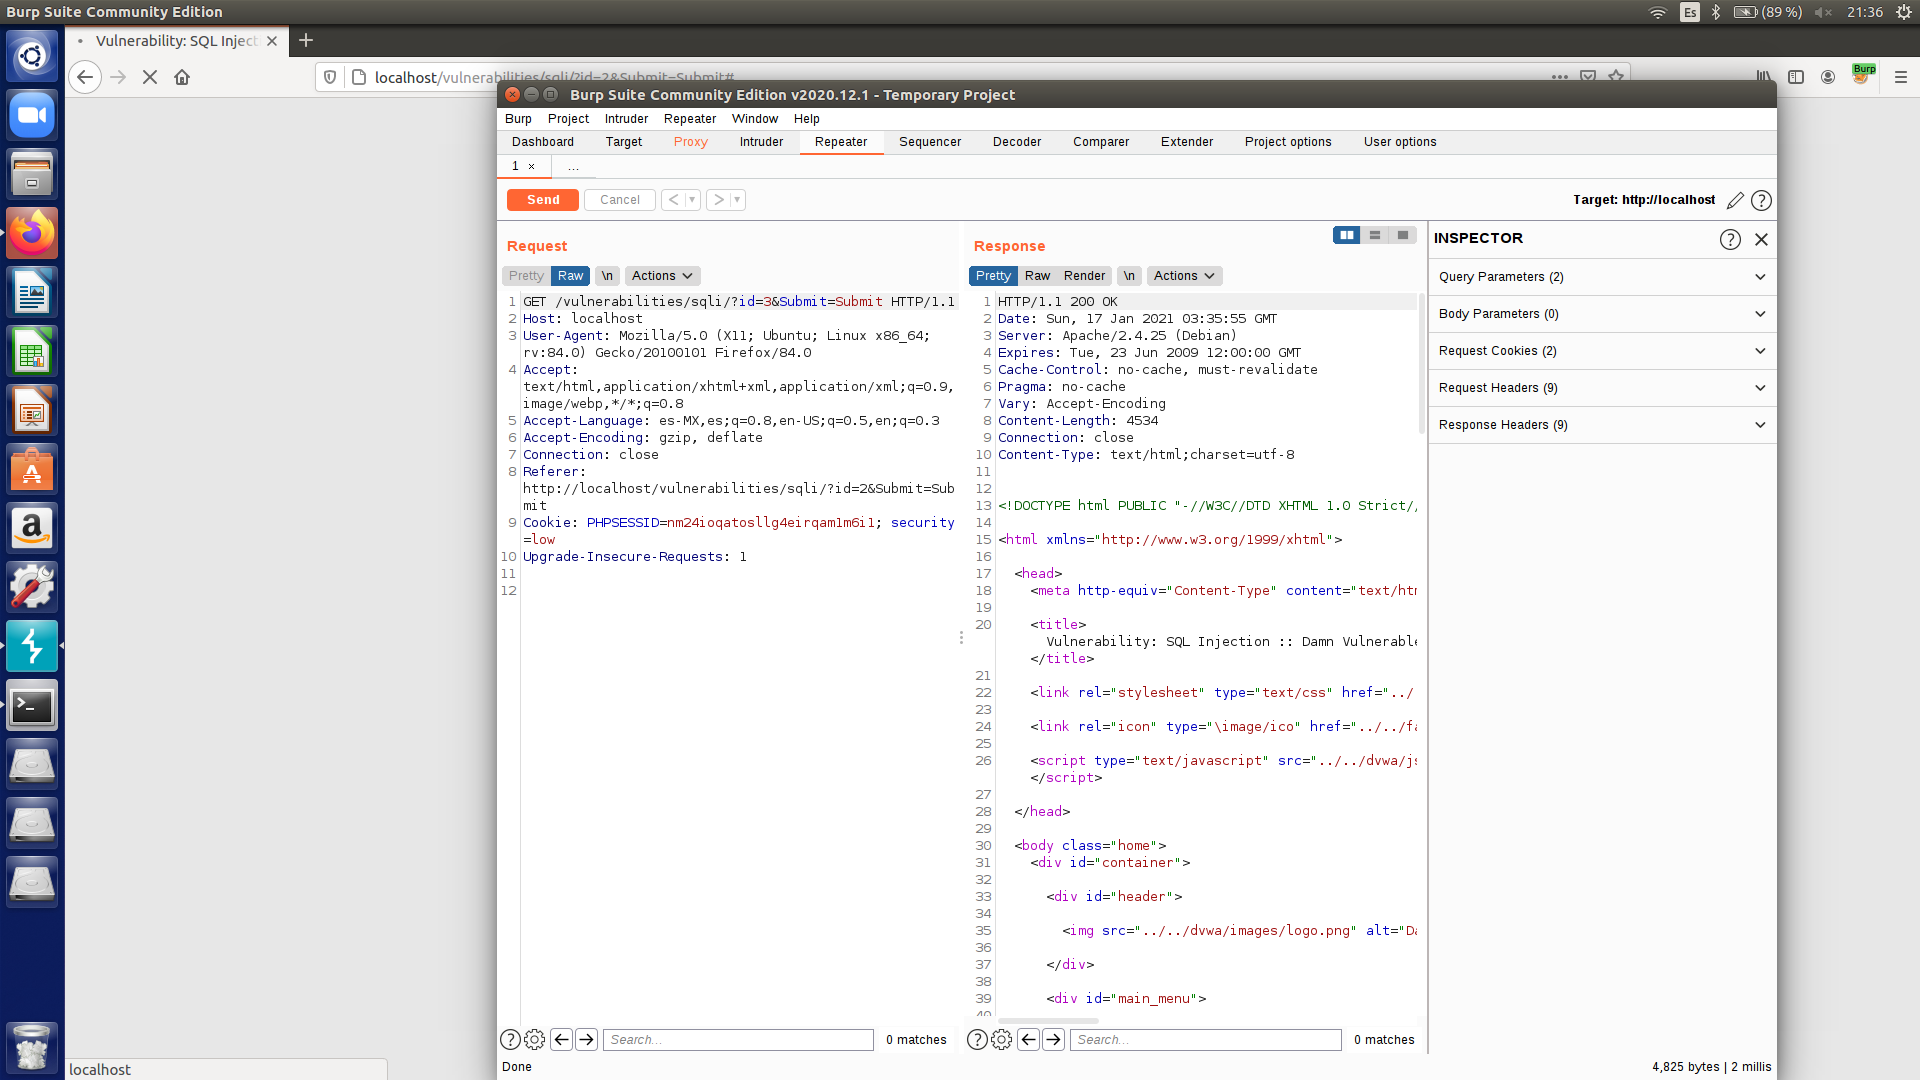 Burp Suite Community Edition
Es
(89 %)
21:36
Vulnerability: SQL Inject
localhost/vulnerabilities/sqli/?id=2&Submit=Submit#
Burp
Burp Suite Community Edition v2020.12.1 - Temporary Project
Burp Project Intruder Repeater Window Help
Dashboard Target Proxy Intruder Repeater Sequencer Decoder Comparer Extender Project options User options
1 × ...
Send Cancel < >
Target: http://localhost
Request
Pretty Raw \n Actions
1 GET /vulnerabilities/sqli/?id=3&Submit=Submit HTTP/1.1
2 Host: localhost
3 User-Agent: Mozilla/5.0 (X11; Ubuntu; Linux x86_64;
rv:84.0) Gecko/20100101 Firefox/84.0
4 Accept:
text/html,application/xhtml+xml,application/xml;q=0.9,
image/webp,*/*;q=0.8
5 Accept-Language: es-MX,es;q=0.8,en-US;q=0.5,en;q=0.3
6 Accept-Encoding: gzip, deflate
7 Connection: close
8 Referer:
http://localhost/vulnerabilities/sqli/?id=2&Submit=Sub
mit
9 Cookie: PHPSESSID=nm24ioqatosllg4eirqam1m6i1; security
=low
10 Upgrade-Insecure-Requests: 1
11
12
Search...
0 matches
Response
Pretty Raw Render \n Actions
1 HTTP/1.1 200 OK
2 Date: Sun, 17 Jan 2021 03:35:55 GMT
3 Server: Apache/2.4.25 (Debian)
4 Expires: Tue, 23 Jun 2009 12:00:00 GMT
5 Cache-Control: no-cache, must-revalidate
6 Pragma: no-cache
7 Vary: Accept-Encoding
8 Content-Length: 4534
9 Connection: close
10 Content-Type: text/html;charset=utf-8
11
12
13 <!DOCTYPE html PUBLIC "-//W3C//DTD XHTML 1.0 Strict//
14
15 <html xmlns="http://www.w3.org/1999/xhtml">
16
17 <head>
18 <meta http-equiv="Content-Type" content="text/htm
19
20 <title>
Vulnerability: SQL Injection :: Damn Vulnerable
</title>
21
22 <link rel="stylesheet" type="text/css" href="../
23
24 <link rel="icon" type="\image/ico" href="../../fa
25
26 <script type="text/javascript" src="../../dvwa/js
</script>
27
28 </head>
29
30 <body class="home">
31 <div id="container">
32
33 <div id="header">
34
35 <img src="../../dvwa/images/logo.png" alt="Da
36
37 </div>
38
39 <div id="main_menu">
40
Search...
0 matches
INSPECTOR
Query Parameters (2)
Body Parameters (0)
Request Cookies (2)
Request Headers (9)
Response Headers (9)
Done
4,825 bytes | 2 millis
localhost